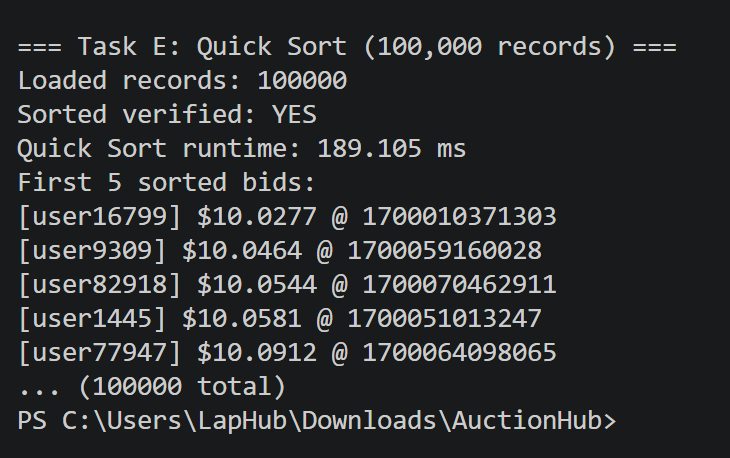 === Task E: Quick Sort (100,000 records) ===
Loaded records: 100000
Sorted verified: YES
Quick Sort runtime: 189.105 ms
First 5 sorted bids:
[user16799] $10.0277 @ 1700010371303
[user9309] $10.0464 @ 1700059160028
[user82918] $10.0544 @ 1700070462911
[user1445] $10.0581 @ 1700051013247
[user77947] $10.0912 @ 1700064098065
... (100000 total)
PS C:\Users\LapHub\Downloads\AuctionHub>